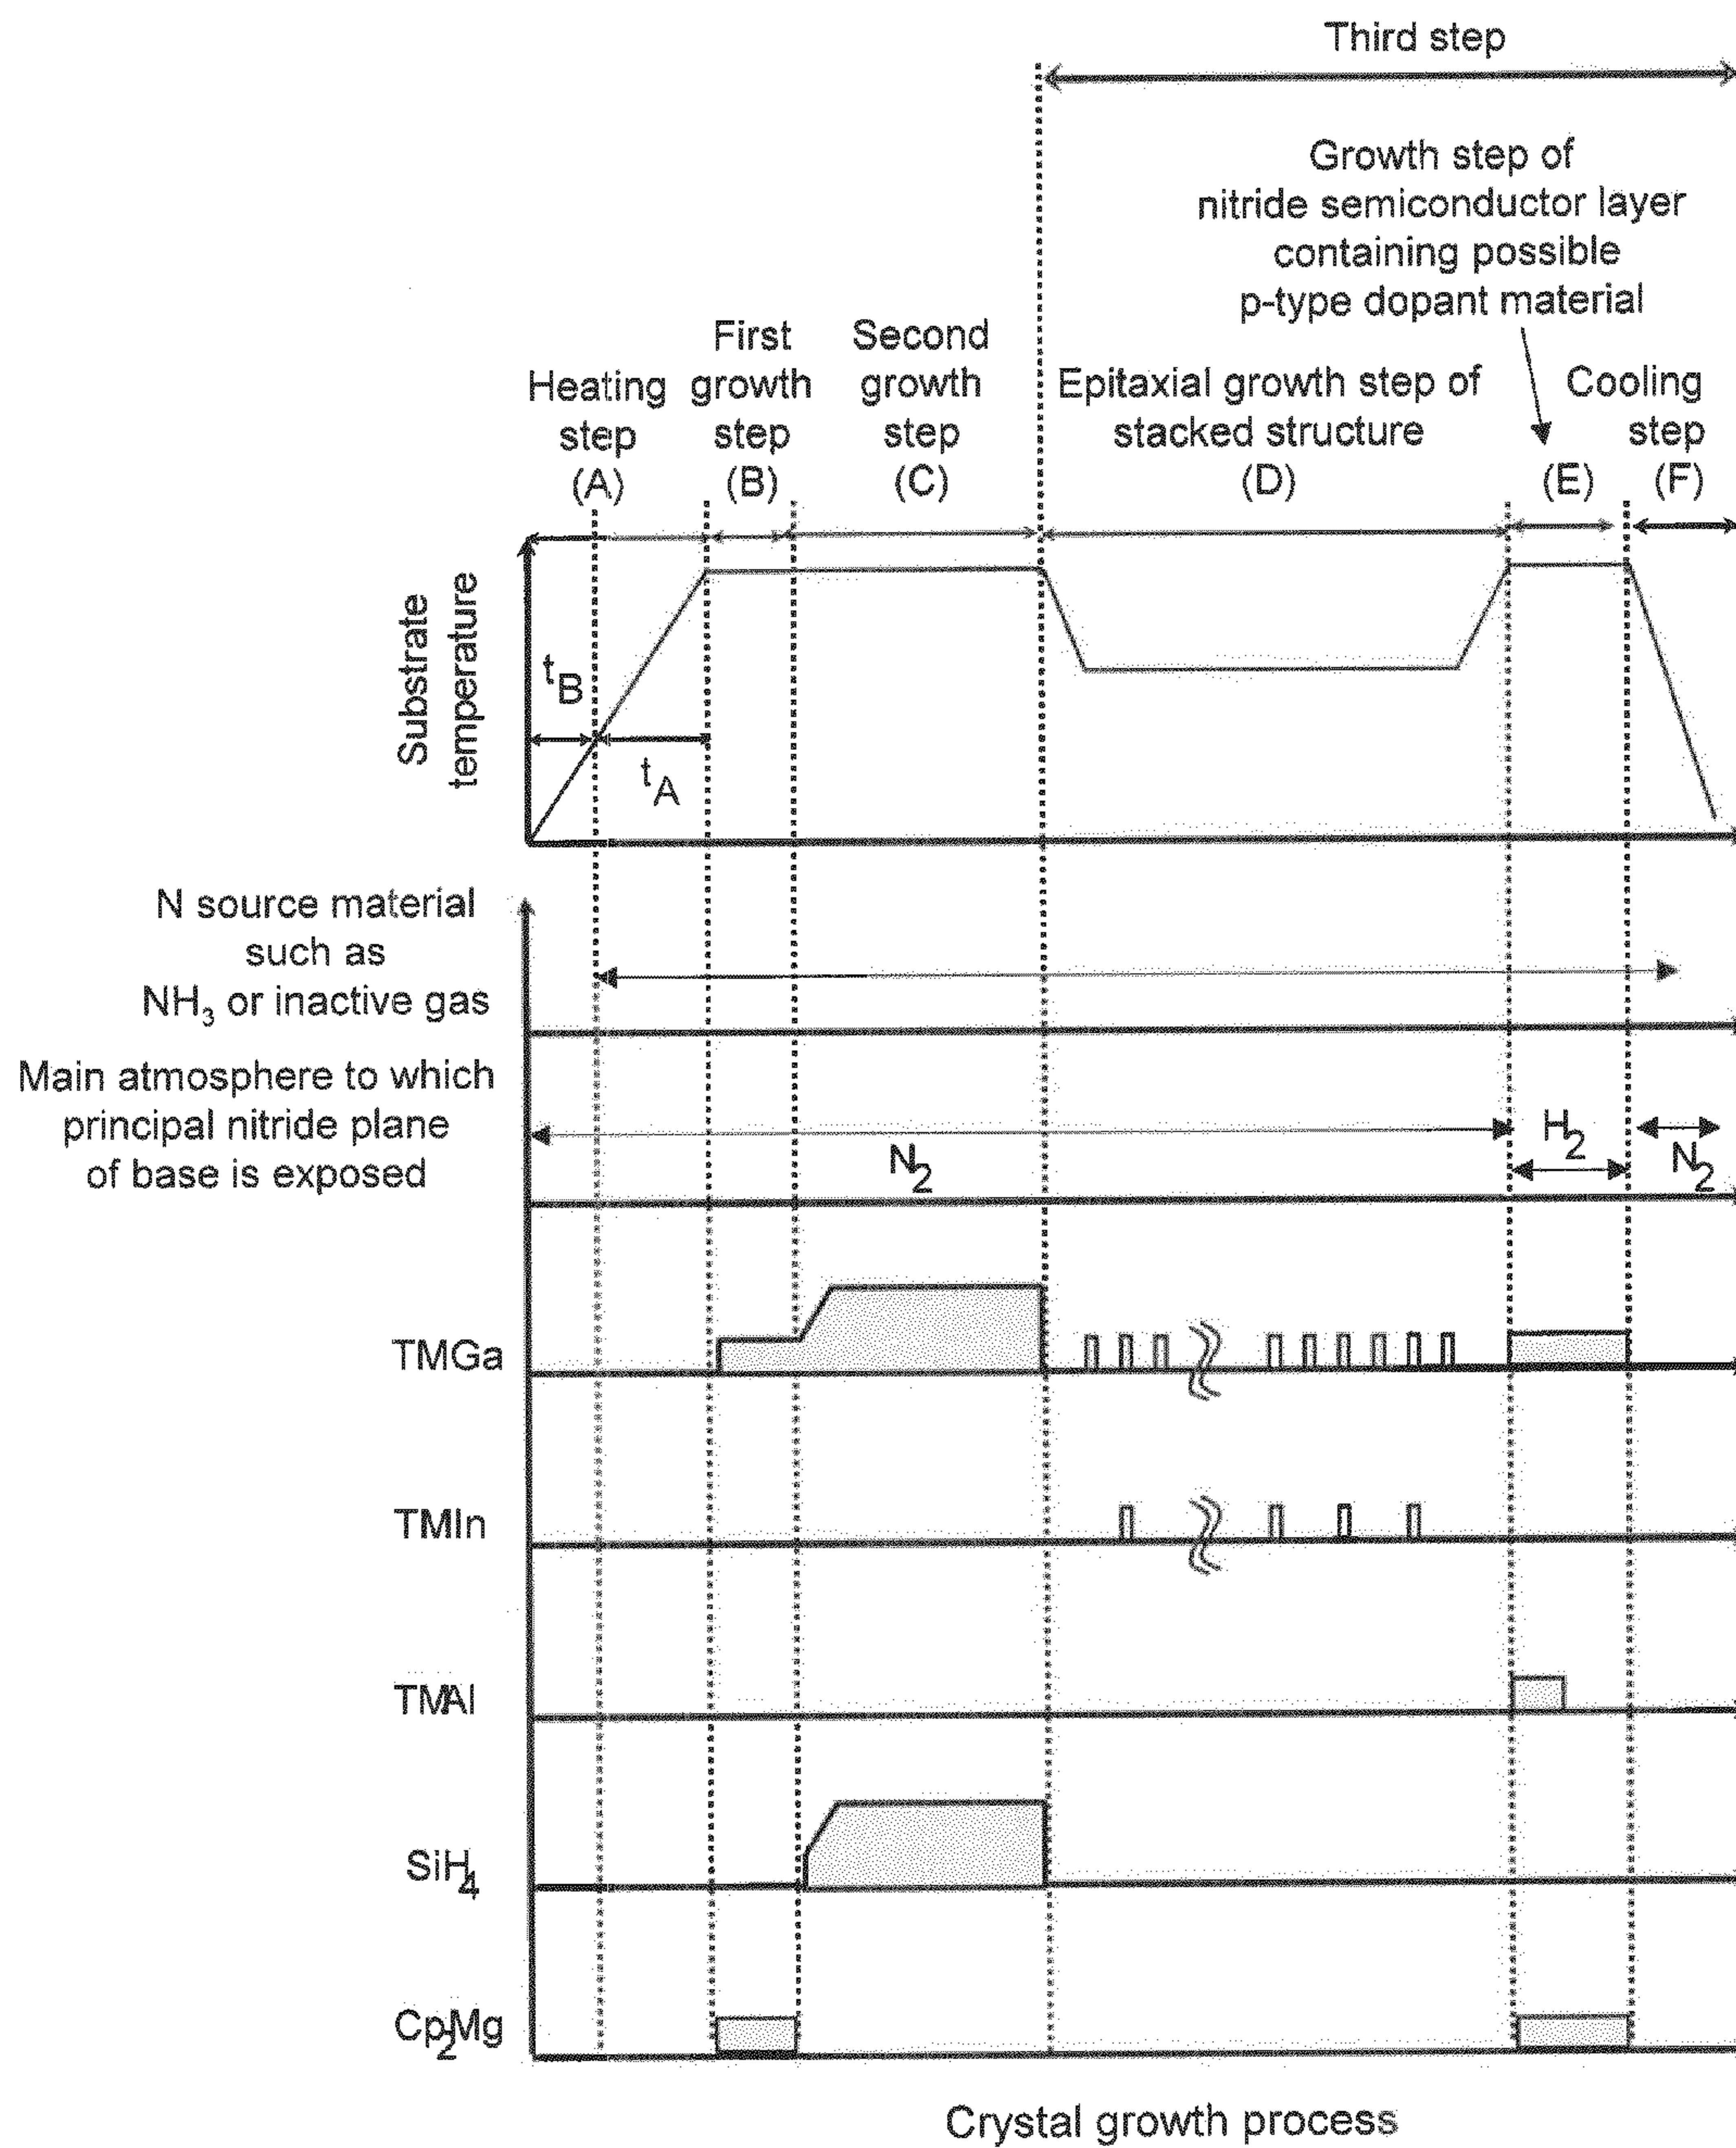 Third step
Growth step of
nitride semiconductor layer
containing possible
p-type dopant material
First
growth
step
(B)
Second
growth
step
(C)
Heating
step
(A)
Epitaxial growth step of
stacked structure
(D)
(E)
Cooling
step
(F)
Substrate
temperature
tB
tA
N source material
such as
NH3 or inactive gas
Main atmosphere to which
principal nitride plane
of base is exposed
N2
H2
N2
TMGa
TMIn
TMAl
SiH4
Cp2Mg
Crystal growth process